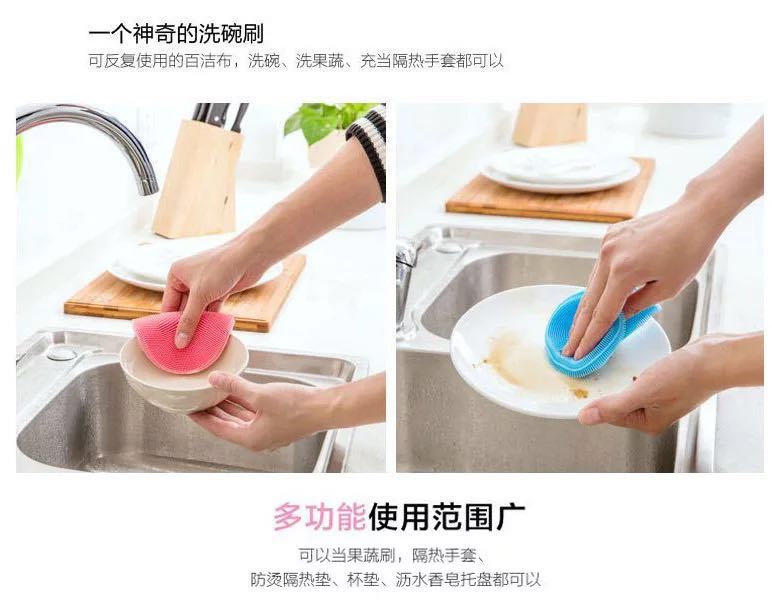 一个神奇的洗碗刷
可反复使用的百洁布，洗碗、洗果蔬、充当隔热手套都可以
多功能使用范围广
可以当果蔬刷，隔热手套、
防烫隔热垫、杯垫、沥水香皂托盘都可以